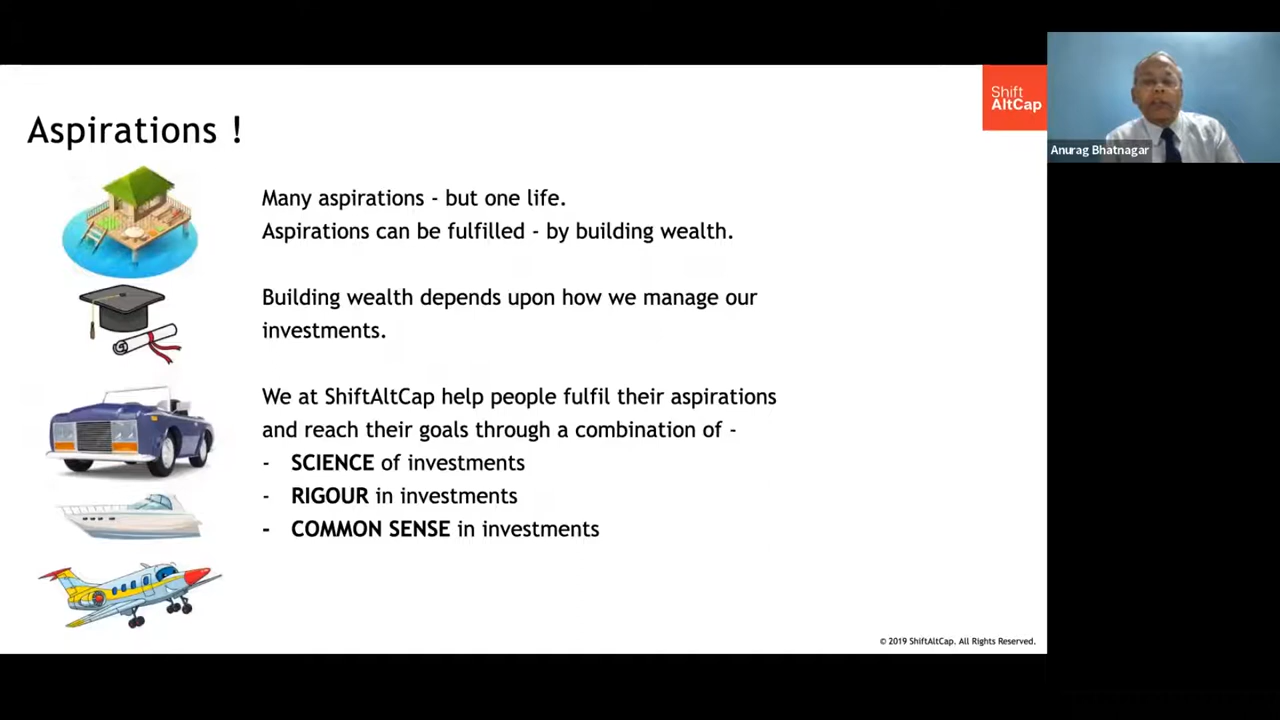 Shift
AltCap
Aspirations !
Anurag Bhatnagar
Many aspirations - but one life.
Aspirations can be fulfilled - by building wealth.
Building wealth depends upon how we manage our
investments.
We at ShiftAltCap help people fulfil their aspirations
and reach their goals through a combination of -
- SCIENCE of investments
- RIGOUR in investments
- COMMON SENSE in investments
© 2019 ShiftAltCap. All Rights Reserved.